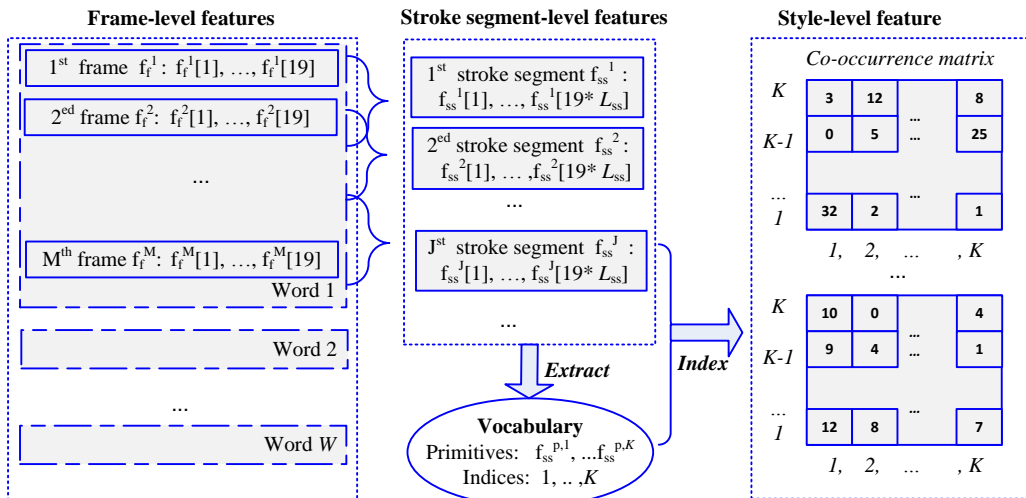 Frame-level features
1st frame ff1: ff1[1], …, ff1[19]
2ed frame ff2: ff2[1], …, ff2[19]
...
Mth frame ffM: ffM[1], …, ffM[19]
Word 1
Word 2
...
Word W
Stroke segment-level features
1st stroke segment fss1 :
fss1[1], …, fss1[19* Lss]
2ed stroke segment fss2 :
fss2[1], … ,fss2[19* Lss]
...
Jst stroke segment fssJ :
fssJ[1], …, fssJ[19* Lss]
...
Extract
Index
Vocabulary
Primitives: fssp,1, ...fssp,K
Indices: 1, .. ,K
Style-level feature
Co-occurrence matrix
K 3 12 ... 8
K-1 0 5 ... 25
...
1 32 2 ... 1
1, 2, ... , K
...
K 10 0 ... 4
K-1 9 4 ... 1
...
1 12 8 ... 7
1, 2, ... , K